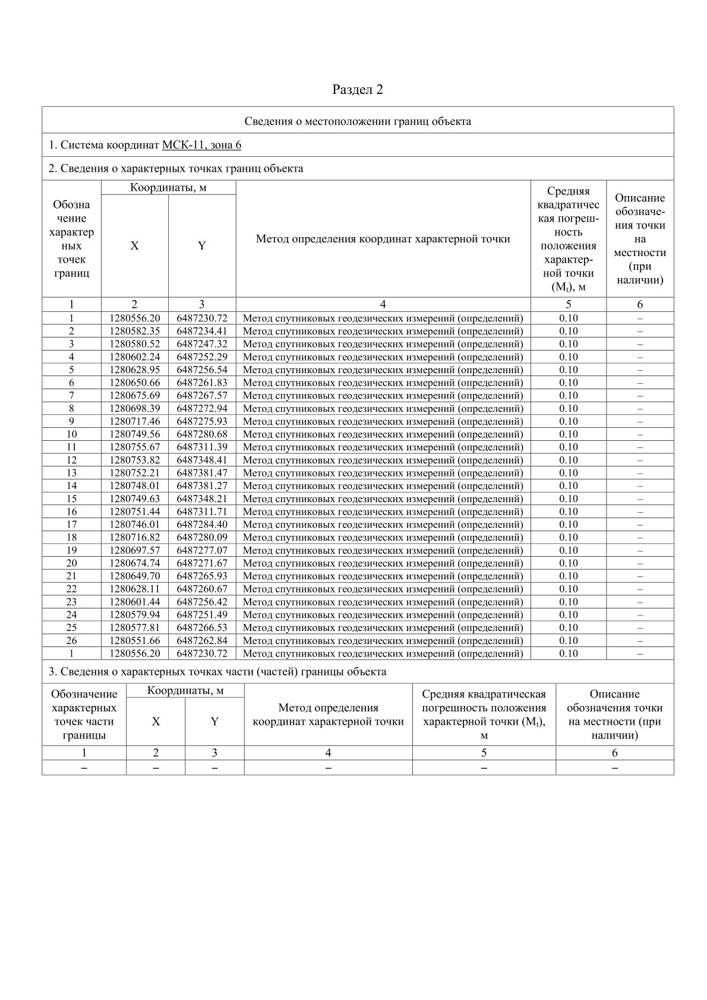 Раздел 2
Сведения о местоположении границ объекта
1. Система координат МСК-11, зона 6
2. Сведения о характерных точках границ объекта
Обозна
чение
характер
ных
точек
границ
Координаты, м
X
Y
Метод определения координат характерной точки
Средняя
квадратичес
кая погреш-
ность
положения
характер-
ной точки
(Mt), м
Описание
обозначе-
ния точки
на
местности
(при
наличии)
1 2 3 4 5 6
1 1280556.20 6487230.72 Метод спутниковых геодезических измерений (определений) 0.10 –
2 1280582.35 6487234.41 Метод спутниковых геодезических измерений (определений) 0.10 –
3 1280580.52 6487247.32 Метод спутниковых геодезических измерений (определений) 0.10 –
4 1280602.24 6487252.29 Метод спутниковых геодезических измерений (определений) 0.10 –
5 1280628.95 6487256.54 Метод спутниковых геодезических измерений (определений) 0.10 –
6 1280650.66 6487261.83 Метод спутниковых геодезических измерений (определений) 0.10 –
7 1280675.69 6487267.57 Метод спутниковых геодезических измерений (определений) 0.10 –
8 1280698.39 6487272.94 Метод спутниковых геодезических измерений (определений) 0.10 –
9 1280717.46 6487275.93 Метод спутниковых геодезических измерений (определений) 0.10 –
10 1280749.56 6487280.68 Метод спутниковых геодезических измерений (определений) 0.10 –
11 1280755.67 6487311.39 Метод спутниковых геодезических измерений (определений) 0.10 –
12 1280753.82 6487348.41 Метод спутниковых геодезических измерений (определений) 0.10 –
13 1280752.21 6487381.47 Метод спутниковых геодезических измерений (определений) 0.10 –
14 1280748.01 6487381.27 Метод спутниковых геодезических измерений (определений) 0.10 –
15 1280749.63 6487348.21 Метод спутниковых геодезических измерений (определений) 0.10 –
16 1280751.44 6487311.71 Метод спутниковых геодезических измерений (определений) 0.10 –
17 1280746.01 6487284.40 Метод спутниковых геодезических измерений (определений) 0.10 –
18 1280716.82 6487280.09 Метод спутниковых геодезических измерений (определений) 0.10 –
19 1280697.57 6487277.07 Метод спутниковых геодезических измерений (определений) 0.10 –
20 1280674.74 6487271.67 Метод спутниковых геодезических измерений (определений) 0.10 –
21 1280649.70 6487265.93 Метод спутниковых геодезических измерений (определений) 0.10 –
22 1280628.11 6487260.67 Метод спутниковых геодезических измерений (определений) 0.10 –
23 1280601.44 6487256.42 Метод спутниковых геодезических измерений (определений) 0.10 –
24 1280579.94 6487251.49 Метод спутниковых геодезических измерений (определений) 0.10 –
25 1280577.81 6487266.53 Метод спутниковых геодезических измерений (определений) 0.10 –
26 1280551.66 6487262.84 Метод спутниковых геодезических измерений (определений) 0.10 –
1 1280556.20 6487230.72 Метод спутниковых геодезических измерений (определений) 0.10 –
3. Сведения о характерных точках части (частей) границы объекта
Обозначение
характерных
точек части
границы
Координаты, м
X
Y
Метод определения
координат характерной точки
Средняя квадратическая
погрешность положения
характерной точки (Mt),
м
Описание
обозначения точки
на местности (при
наличии)
1 2 3 4 5 6
– – – – – –